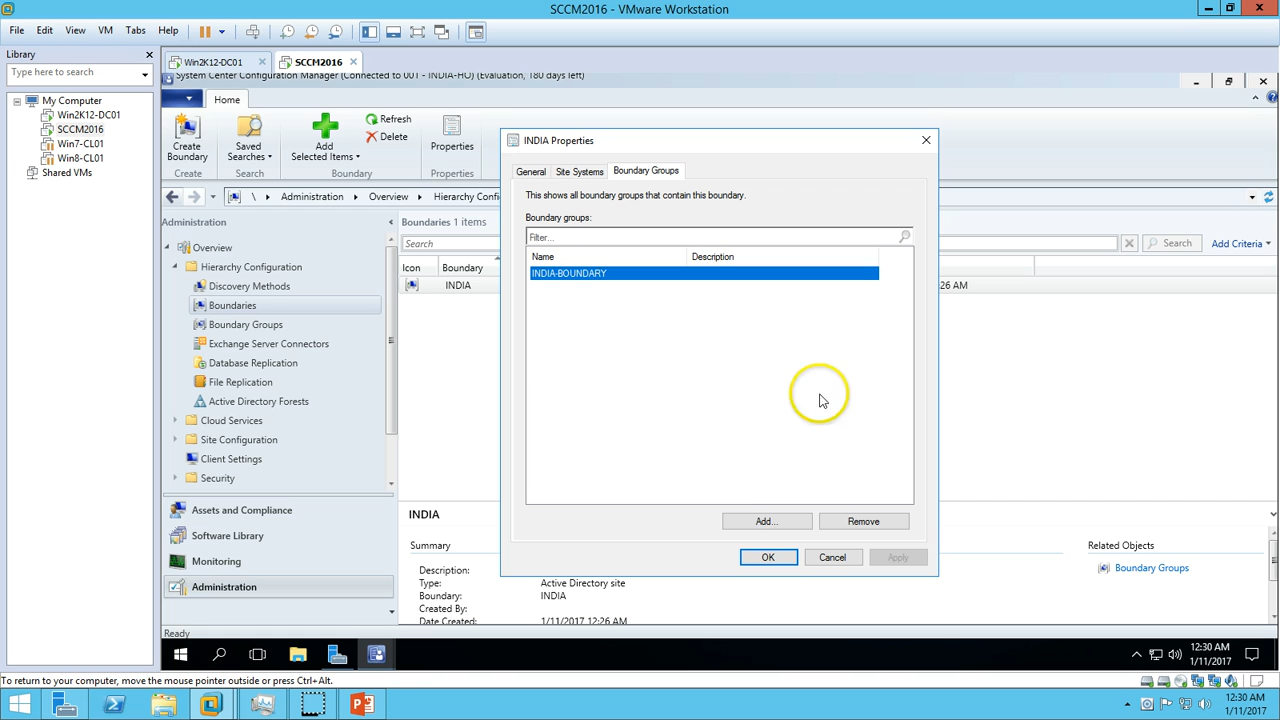 SCCM2016 - VMware Workstation
File Edit View VM Tabs Help
Library
Type here to search
My Computer
Win2K12-DC01
SCCM2016
Win7-CL01
Win8-CL01
Shared VMs
Win2K12-DC01
SCCM2016
System Center Configuration Manager (Connected to 001 - INDIA-HO) (Evaluation, 180 days left)
Home
Create Boundary
Saved Searches
Add Selected Items
Refresh
Delete
Properties
Create
Search
Boundary
Properties
\ Administration Overview Hierarchy Confi
Administration
Overview
Hierarchy Configuration
Discovery Methods
Boundaries
Boundary Groups
Exchange Server Connectors
Database Replication
File Replication
Active Directory Forests
Cloud Services
Site Configuration
Client Settings
Security
Assets and Compliance
Software Library
Monitoring
Administration
Boundaries 1 items
Search
Search
Add Criteria
Icon Boundary
INDIA
26 AM
INDIA Properties
General Site Systems Boundary Groups
This shows all boundary groups that contain this boundary.
Boundary groups:
Filter...
Name Description
INDIA-BOUNDARY
Add... Remove
OK Cancel Apply
INDIA
Summary
Description:
Type: Active Directory site
Boundary: INDIA
Created By:
Date Created: 1/11/2017 12:26 AM
Related Objects
Boundary Groups
Ready
12:30 AM
1/11/2017
To return to your computer, move the mouse pointer outside or press Ctrl+Alt.
12:30 AM
1/11/2017